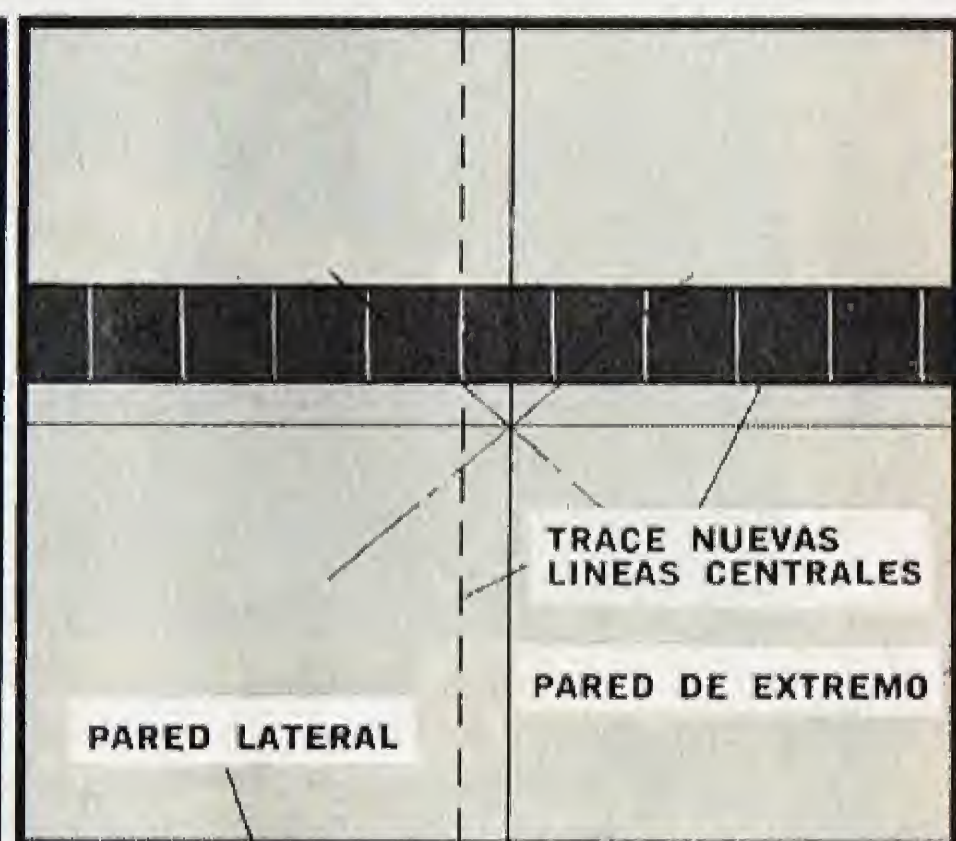 TRACE NUEVAS
LINEAS CENTRALES
PARED DE EXTREMO
PARED LATERAL